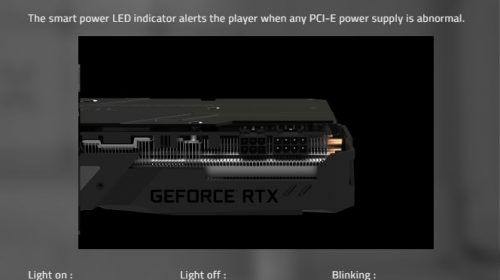 The smart power LED indicator alerts the player when any PCI-E power supply is abnormal.
GEFORCE RTX
Light on :
Light off :
Blinking :